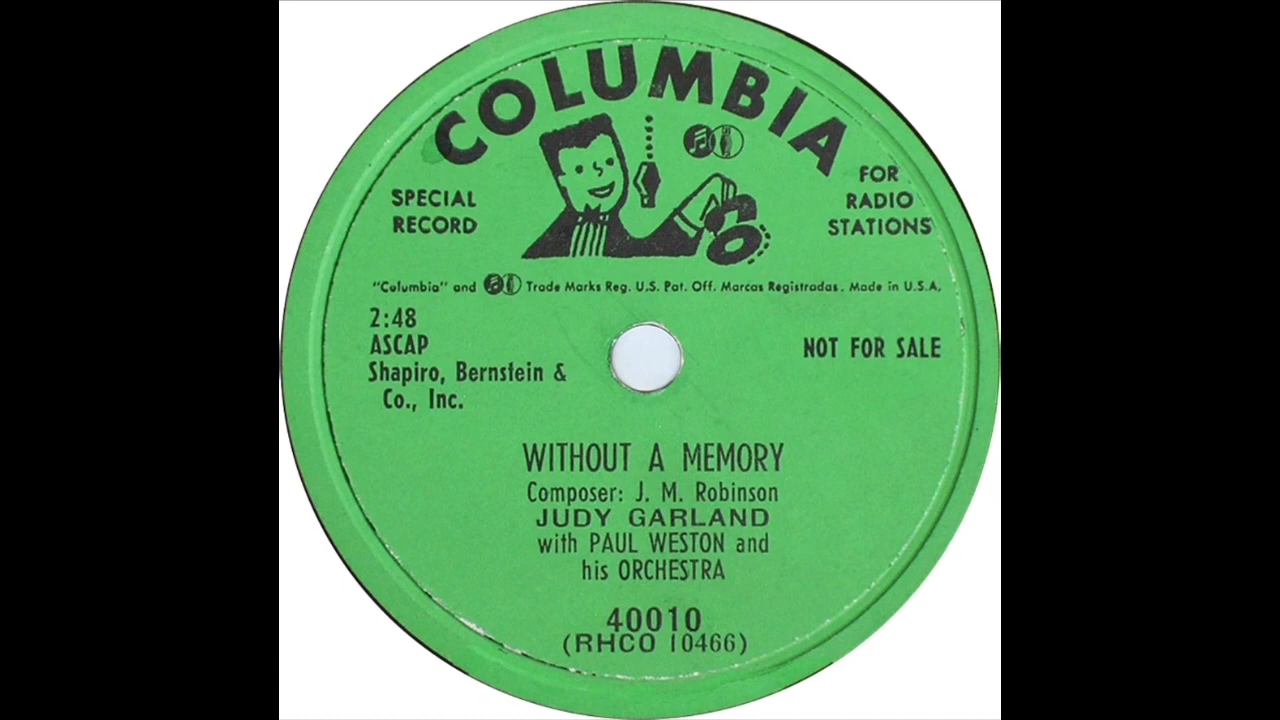 COLUMBIA
SPECIAL
RECORD
FOR
RADIO
STATIONS
"Columbia" and Trade Marks Reg. U.S. Pat. Off. Marcas Registradas. Made in U.S.A.
2:48
ASCAP
Shapiro, Bernstein &
Co., Inc.
NOT FOR SALE
WITHOUT A MEMORY
Composer: J. M. Robinson
JUDY GARLAND
with PAUL WESTON and
his ORCHESTRA
40010
(RHCO 10466)